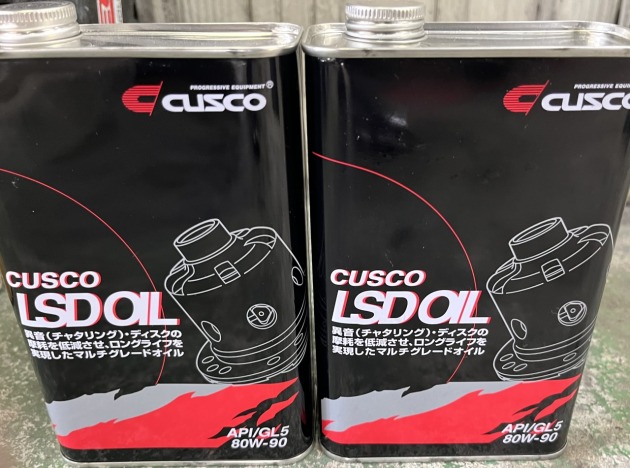 PROGRESSIVE EQUIPMENT
CUSCO
CUSCO
LSD OIL
異音(チャタリング)・ディスクの
摩耗を低減させ、ロングライフを
実現したマルチグレードオイル
API/GL5
80W-90
PROGRESSIVE EQUIP
CUSCO
CUSCO
LSD OIL
異音(チャタリング)・ディスクの
摩耗を低減させ、ロングライフを
実現したマルチグレードオイル
API/GL5
80W-90